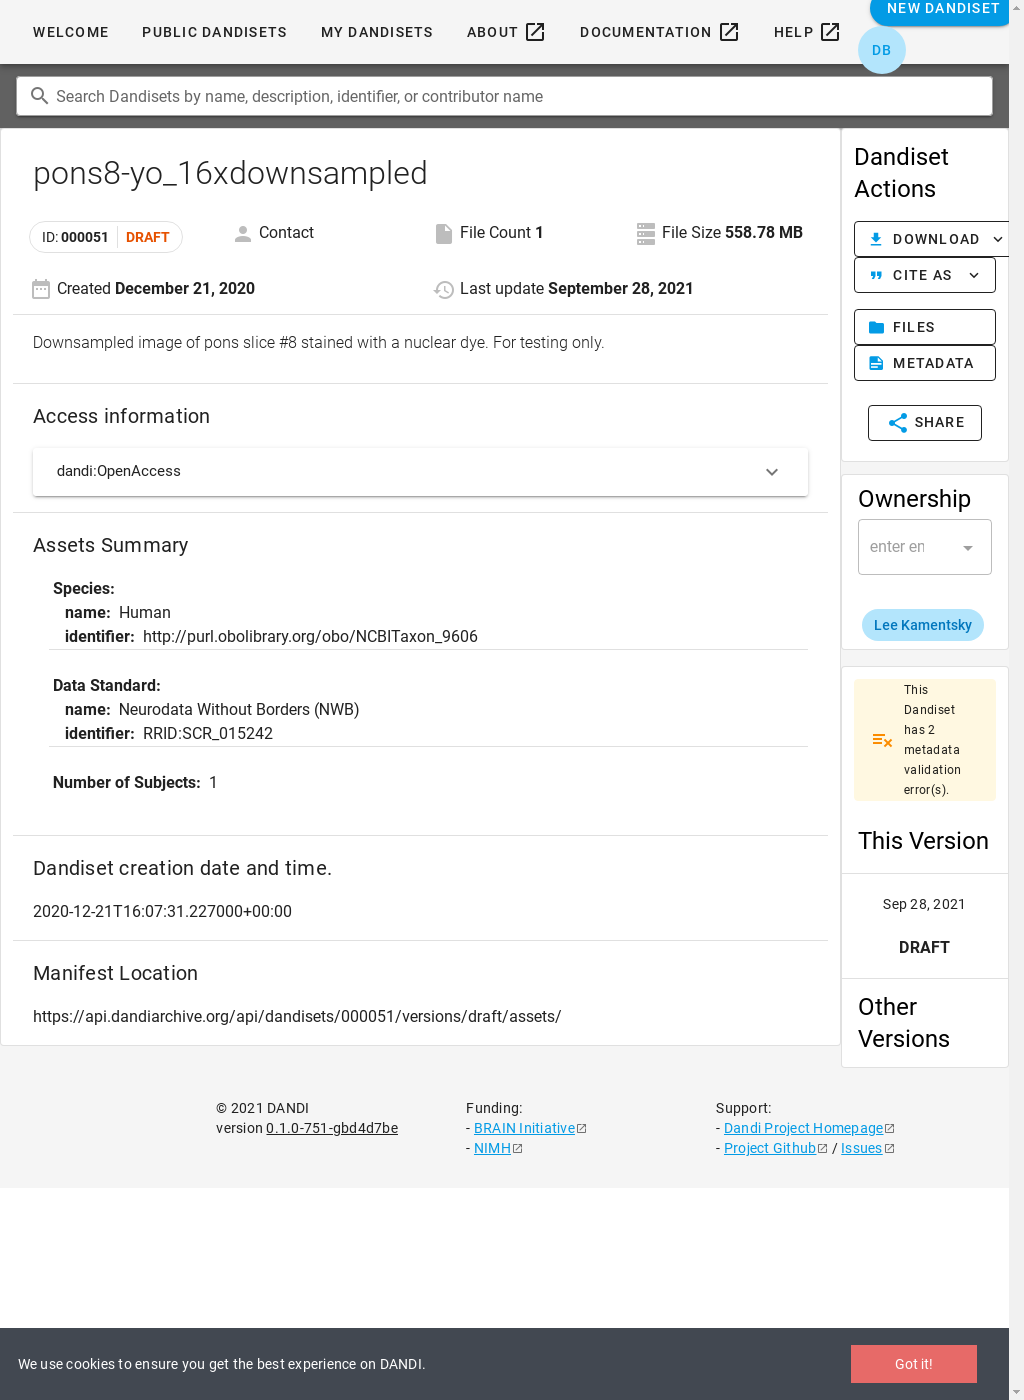 WELCOME PUBLIC DANDISETS MY DANDISETS ABOUT DOCUMENTATION HELP NEW DANDISET
DB
Search Dandisets by name, description, identifier, or contributor name
pons8-yo_16xdownsampled
ID: 000051 DRAFT Contact File Count 1 File Size 558.78 MB
Created December 21, 2020 Last update September 28, 2021
Downsampled image of pons slice #8 stained with a nuclear dye. For testing only.
Access information
dandi:OpenAccess
Assets Summary
Species:
name: Human
identifier: http://purl.obolibrary.org/obo/NCBITaxon_9606
Data Standard:
name: Neurodata Without Borders (NWB)
identifier: RRID:SCR_015242
Number of Subjects: 1
Dandiset creation date and time.
2020-12-21T16:07:31.227000+00:00
Manifest Location
https://api.dandiarchive.org/api/dandisets/000051/versions/draft/assets/
Dandiset
Actions
DOWNLOAD
CITE AS
FILES
METADATA
SHARE
Ownership
enter en
Lee Kamentsky
This
Dandiset
has 2
metadata
validation
error(s).
This Version
Sep 28, 2021
DRAFT
Other
Versions
© 2021 DANDI
version 0.1.0-751-gbd4d7be
Funding:
- BRAIN Initiative
- NIMH
Support:
- Dandi Project Homepage
- Project Github / Issues
We use cookies to ensure you get the best experience on DANDI.
Got it!